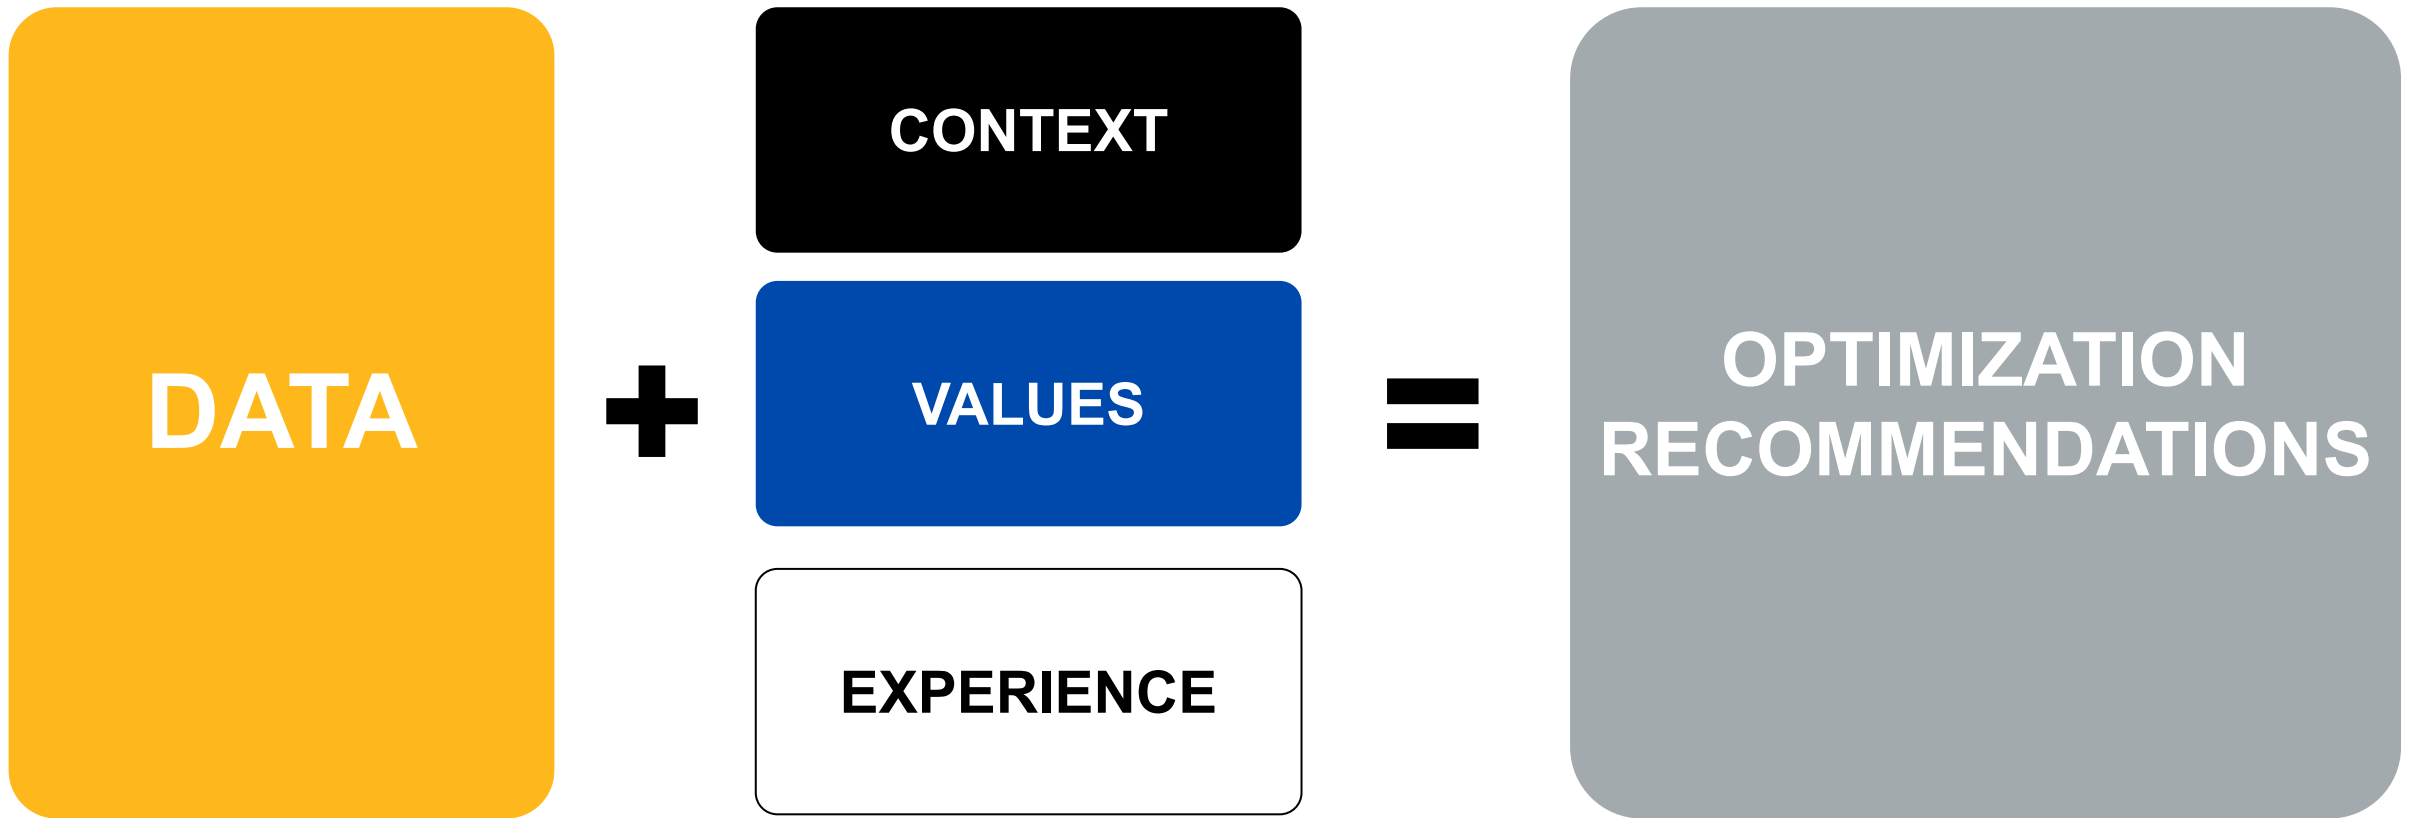 DATA
+
CONTEXT
VALUES
EXPERIENCE
=
OPTIMIZATION
RECOMMENDATIONS